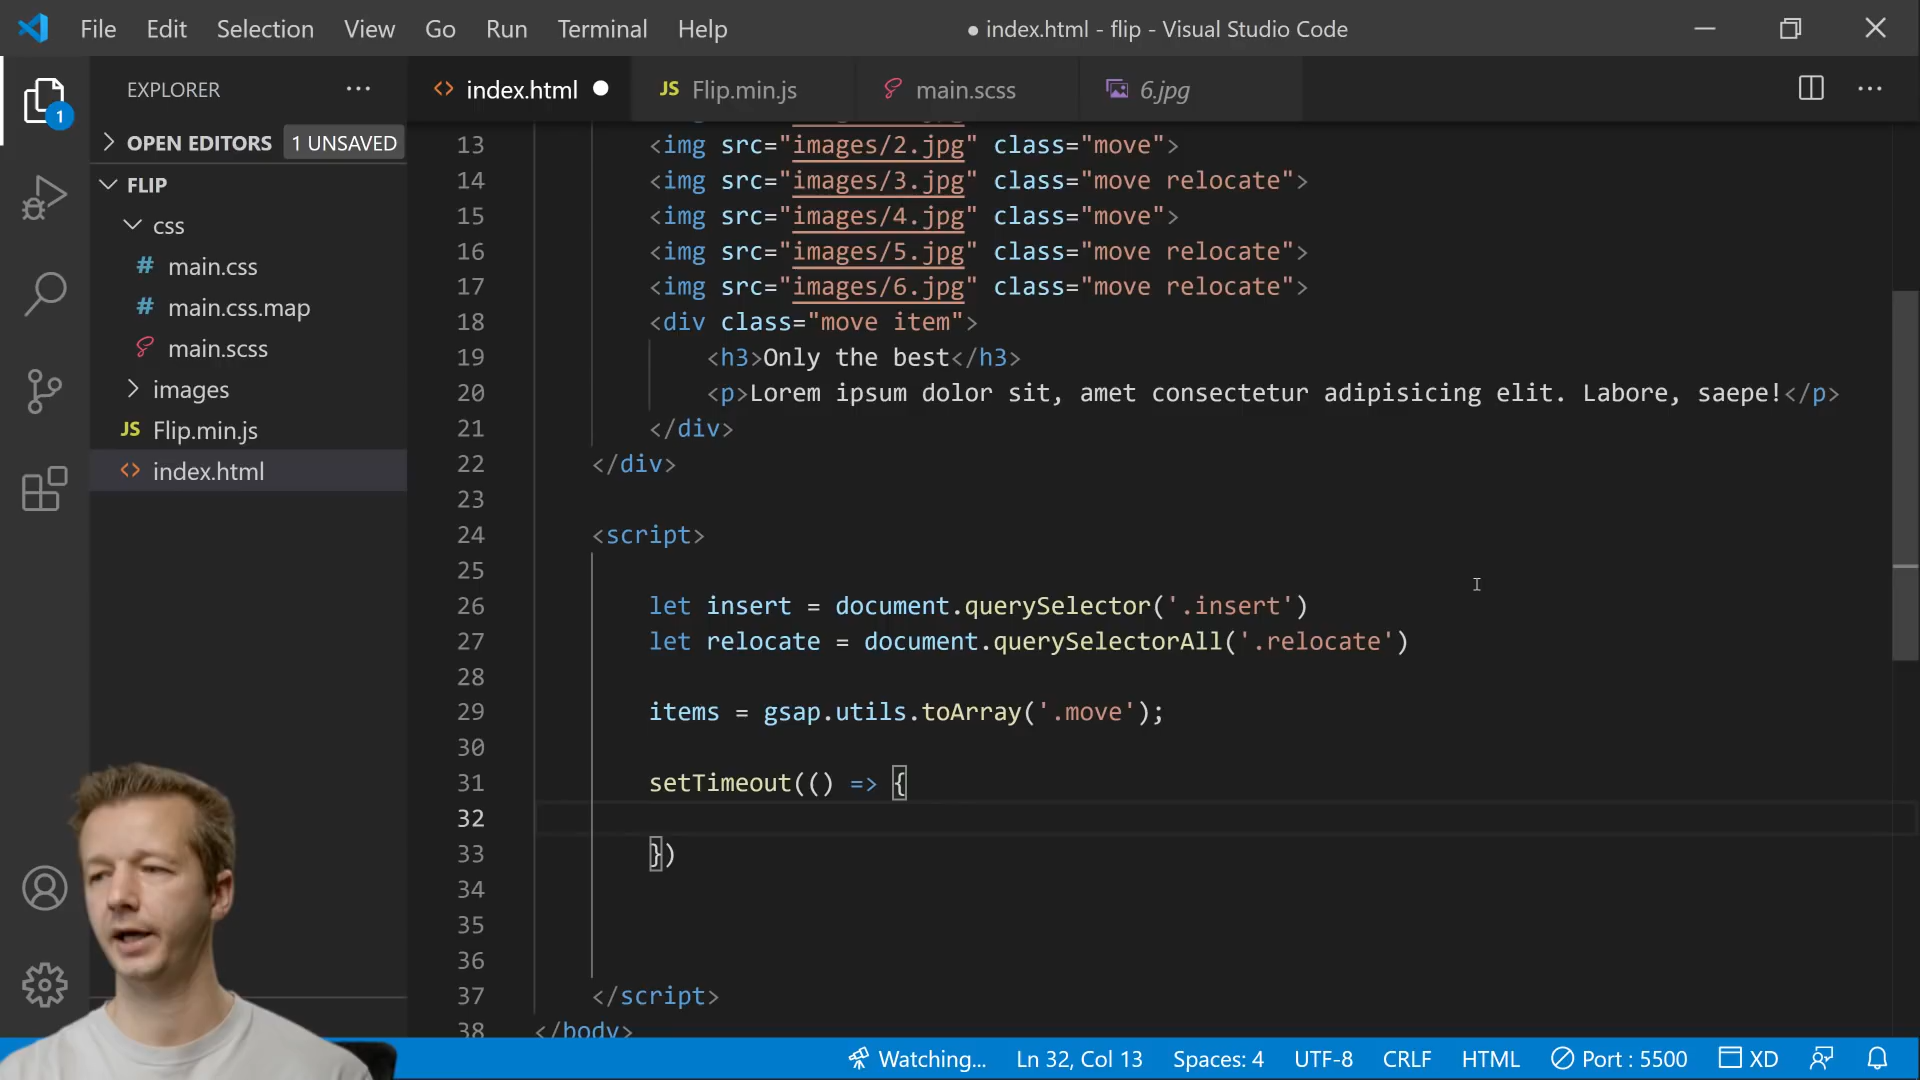 File Edit Selection View Go Run Terminal Help
● index.html - flip - Visual Studio Code
EXPLORER
OPEN EDITORS 1 UNSAVED
FLIP
css
# main.css
# main.css.map
main.scss
images
JS Flip.min.js
<> index.html
1
<> index.html ●
JS Flip.min.js
main.scss
6.jpg
13 <img src="images/2.jpg" class="move">
14 <img src="images/3.jpg" class="move relocate">
15 <img src="images/4.jpg" class="move">
16 <img src="images/5.jpg" class="move relocate">
17 <img src="images/6.jpg" class="move relocate">
18 <div class="move item">
19 <h3>Only the best</h3>
20 <p>Lorem ipsum dolor sit, amet consectetur adipisicing elit. Labore, saepe!</p>
21 </div>
22 </div>
23
24 <script>
25
26 let insert = document.querySelector('.insert')
27 let relocate = document.querySelectorAll('.relocate')
28
29 items = gsap.utils.toArray('.move');
30
31 setTimeout(() => {
32
33 })
34
35
36
37 </script>
38 </body>
Watching... Ln 32, Col 13 Spaces: 4 UTF-8 CRLF HTML Port : 5500 XD